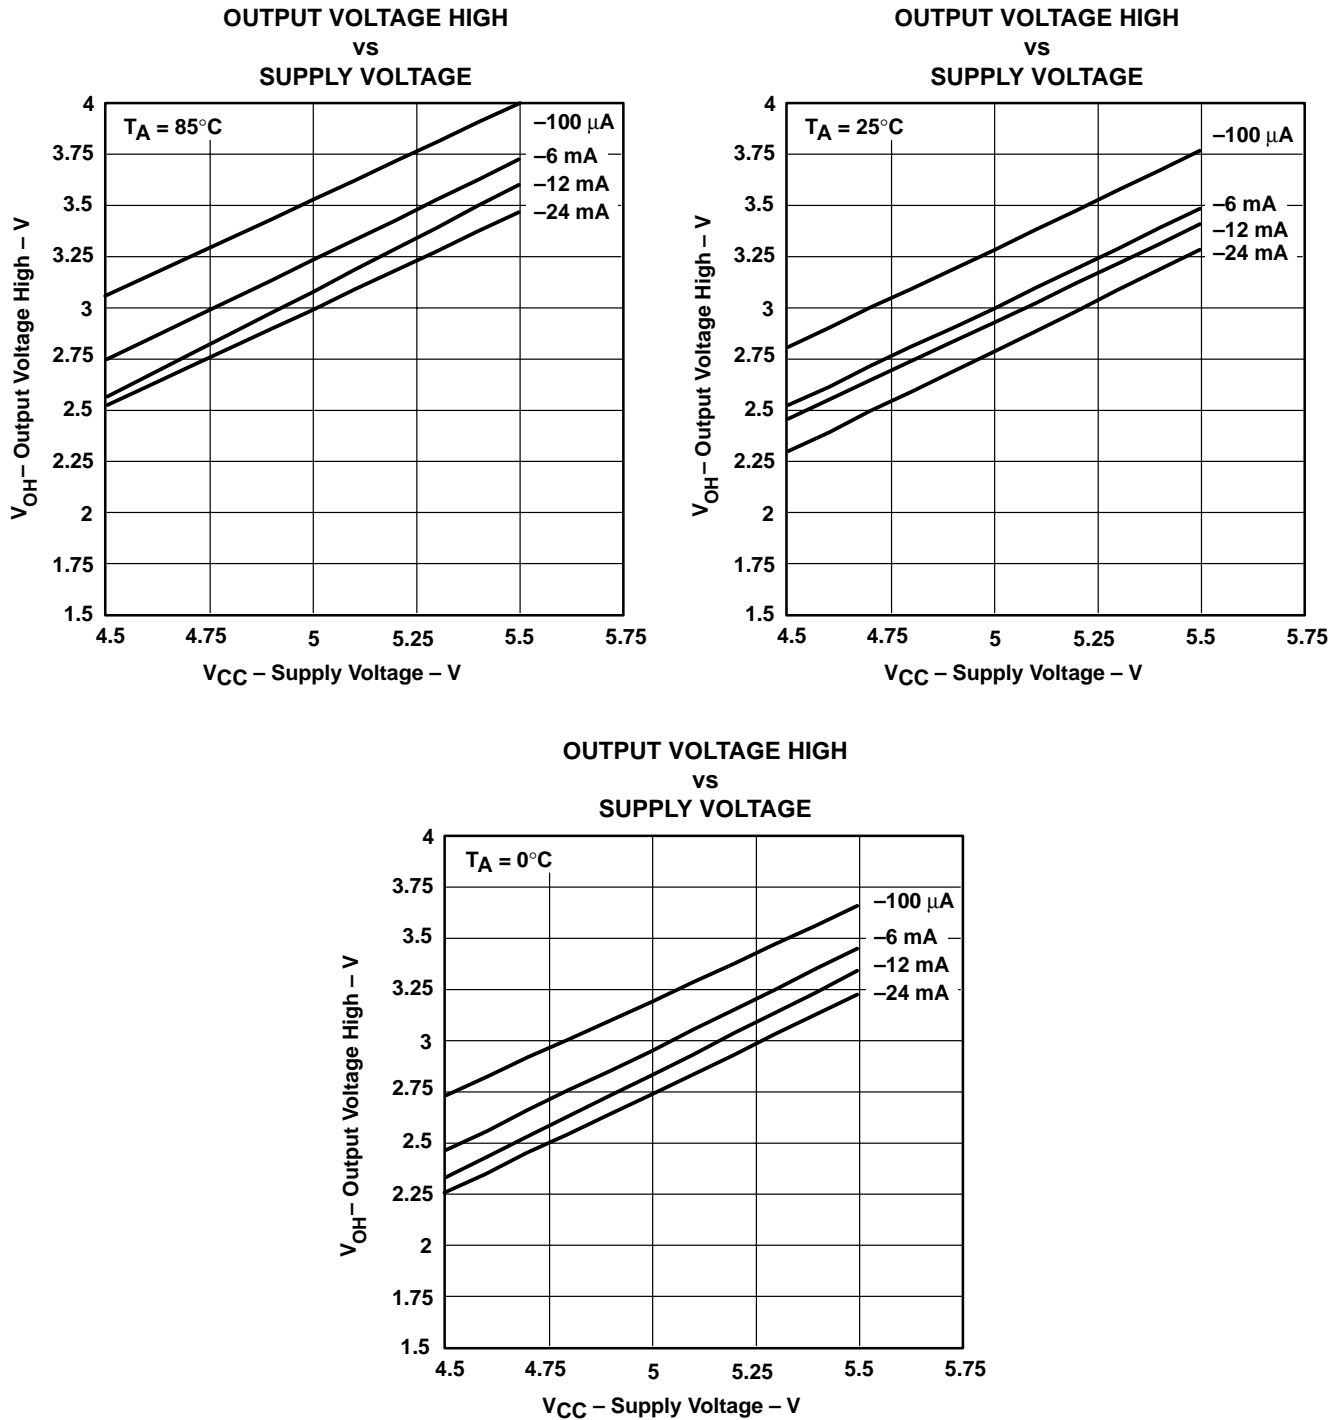 OUTPUT VOLTAGE HIGH
vs
SUPPLY VOLTAGE
TA = 85°C
–100 μA
–6 mA
–12 mA
–24 mA
4
3.75
3.5
3.25
3
2.75
2.5
2.25
2
1.75
1.5
4.5 4.75 5 5.25 5.5 5.75
VOH – Output Voltage High – V
VCC – Supply Voltage – V
OUTPUT VOLTAGE HIGH
vs
SUPPLY VOLTAGE
TA = 25°C
–100 μA
–6 mA
–12 mA
–24 mA
4
3.75
3.5
3.25
3
2.75
2.5
2.25
2
1.75
1.5
4.5 4.75 5 5.25 5.5 5.75
VOH – Output Voltage High – V
VCC – Supply Voltage – V
OUTPUT VOLTAGE HIGH
vs
SUPPLY VOLTAGE
TA = 0°C
–100 μA
–6 mA
–12 mA
–24 mA
4
3.75
3.5
3.25
3
2.75
2.5
2.25
2
1.75
1.5
4.5 4.75 5 5.25 5.5 5.75
VOH – Output Voltage High – V
VCC – Supply Voltage – V